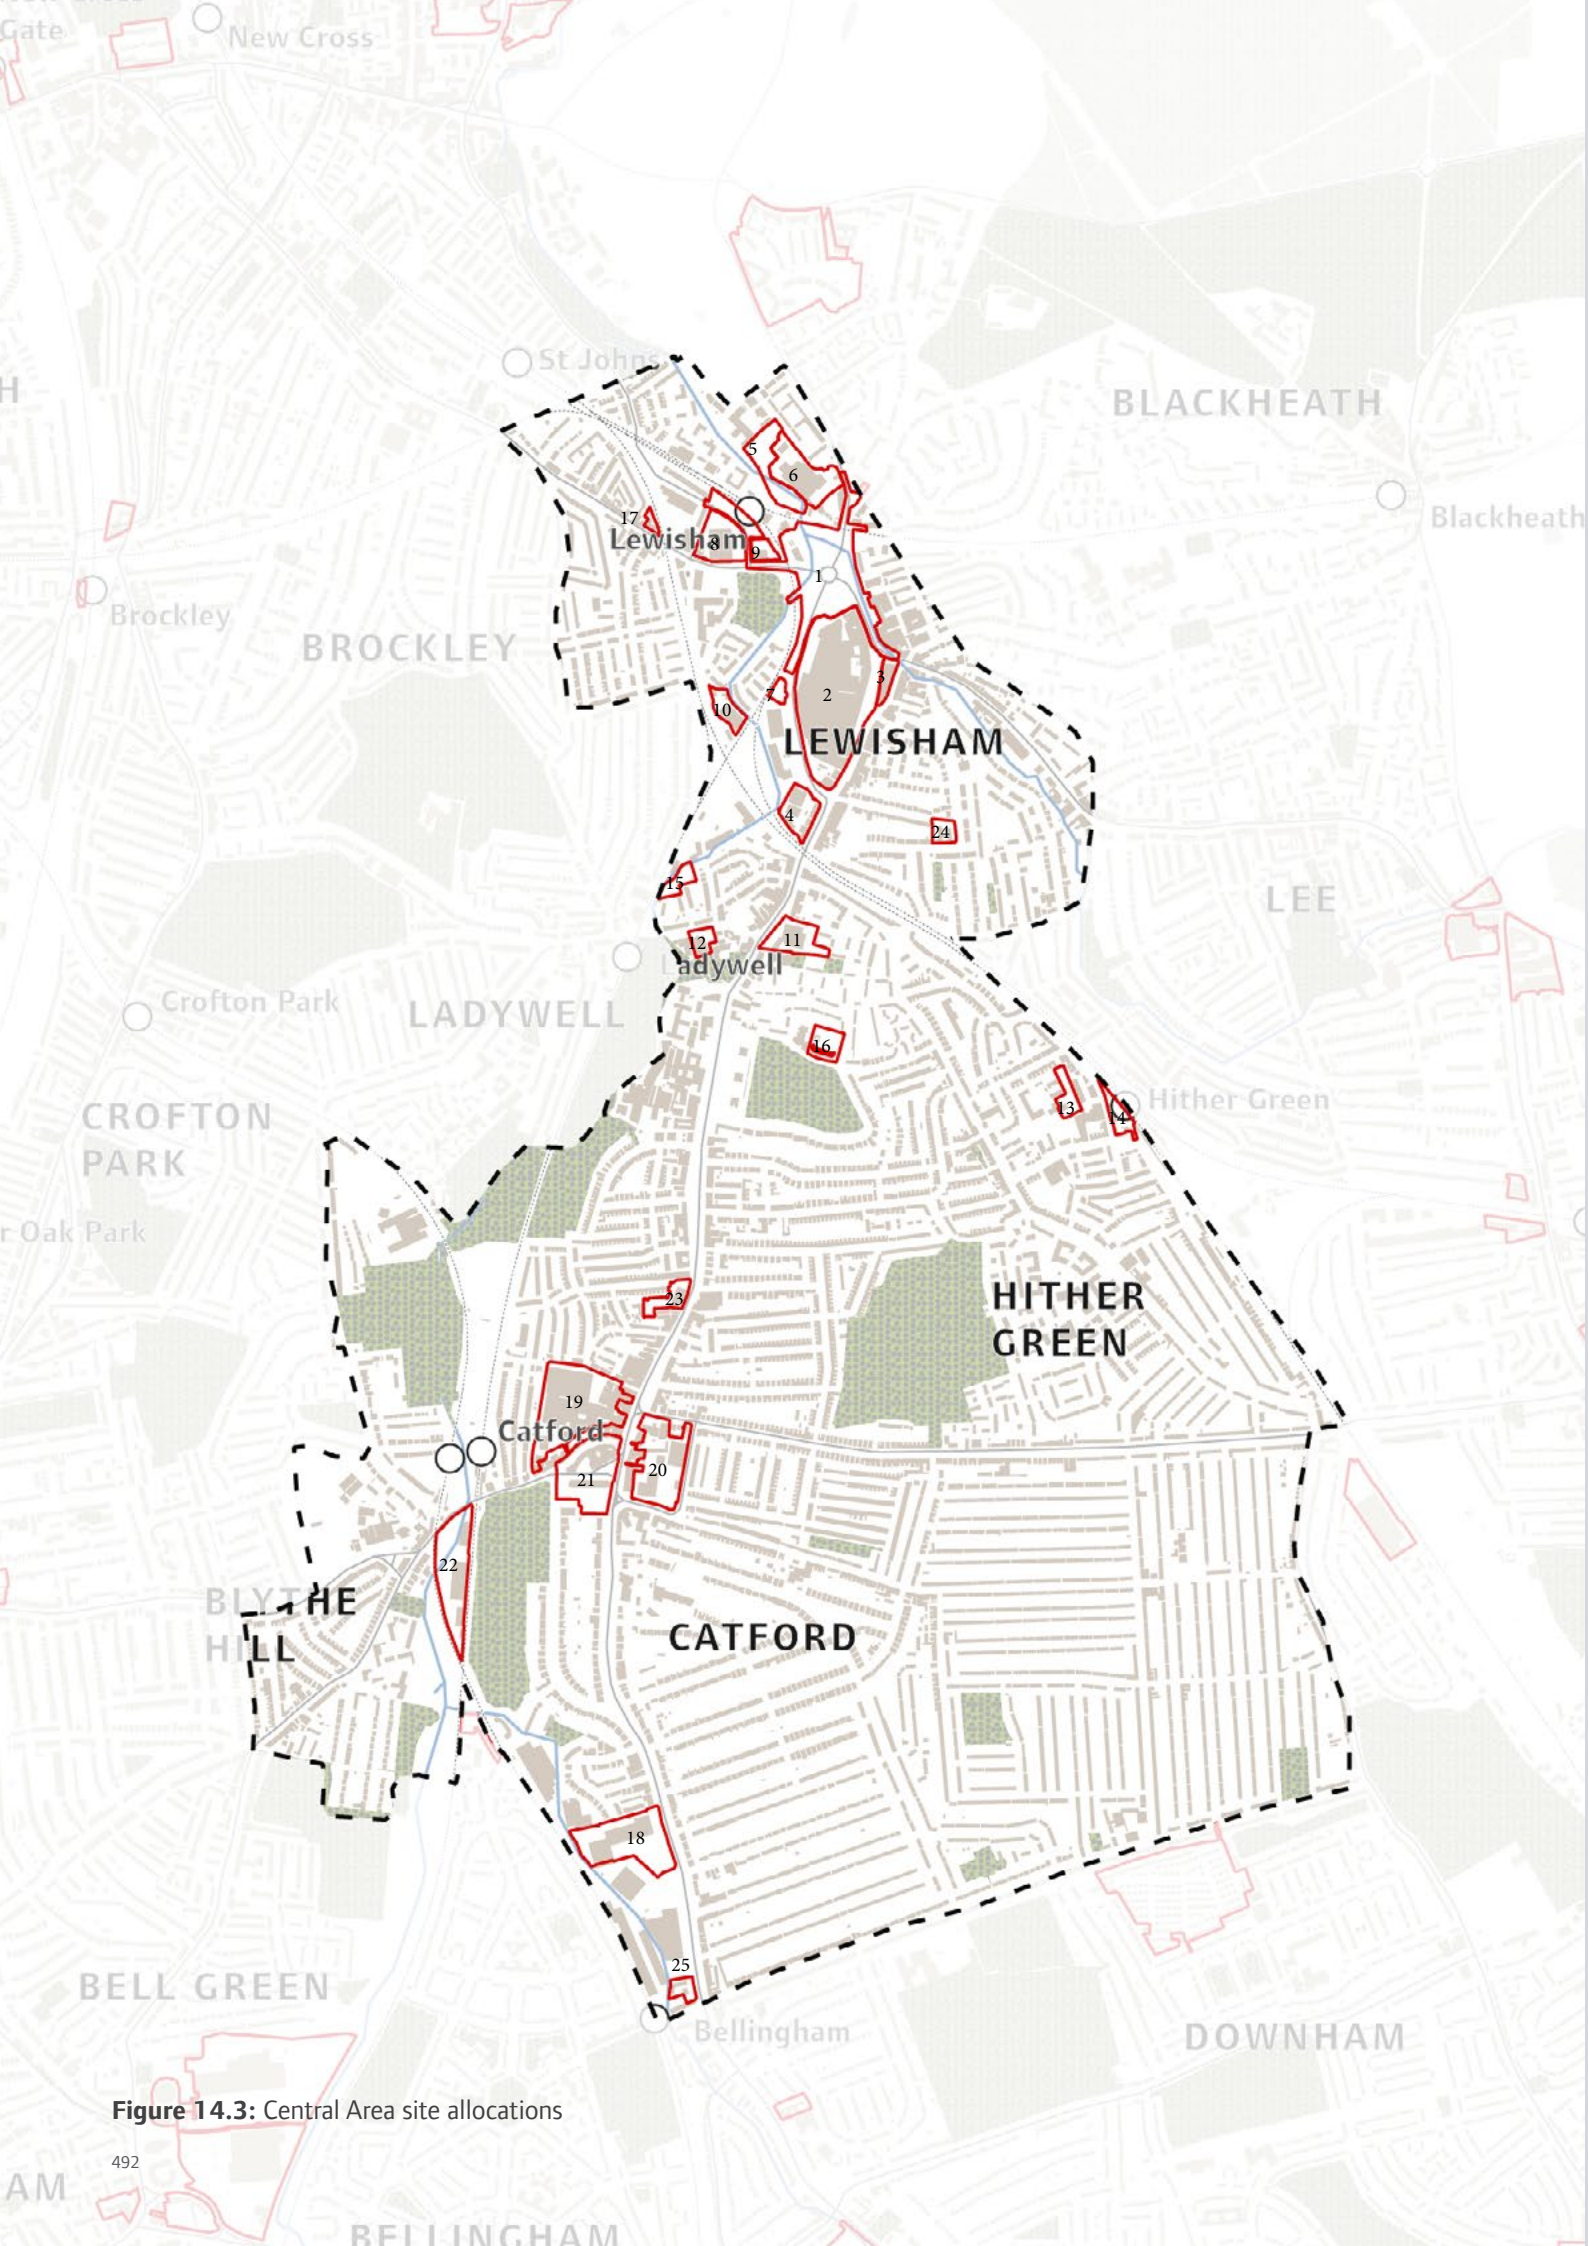 Gate
New Cross
St Johns
H
BLACKHEATH
5
6
Blackheath
17
Lewisham
8
9
1
Brockley
BROCKLEY
3
7
2
10
LEWISHAM
4
24
15
LEE
12
11
Ladywell
Crofton Park
LADYWELL
16
Hither Green
13
14
CROFTON
PARK
r Oak Park
23
HITHER
GREEN
19
Catford
20
21
22
BLYTHE
HILL
CATFORD
18
25
BELL GREEN
Bellingham
DOWNHAM
Figure 14.3: Central Area site allocations
492
AM
BELLINGHAM